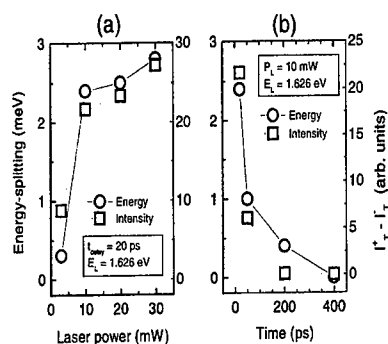 (a)
(b)
Energy-splitting (meV)
3
2
1
0
30
20
10
0
Energy
Intensity
t_Delay = 20 ps
E_L = 1.626 eV
0 10 20 30
Laser power (mW)
3
2
1
0
P_L = 10 mW
E_L = 1.626 eV
Energy
Intensity
25
20
15
10
5
0
0 200 400
Time (ps)
I⁺_T - I⁻_T (arb. units)